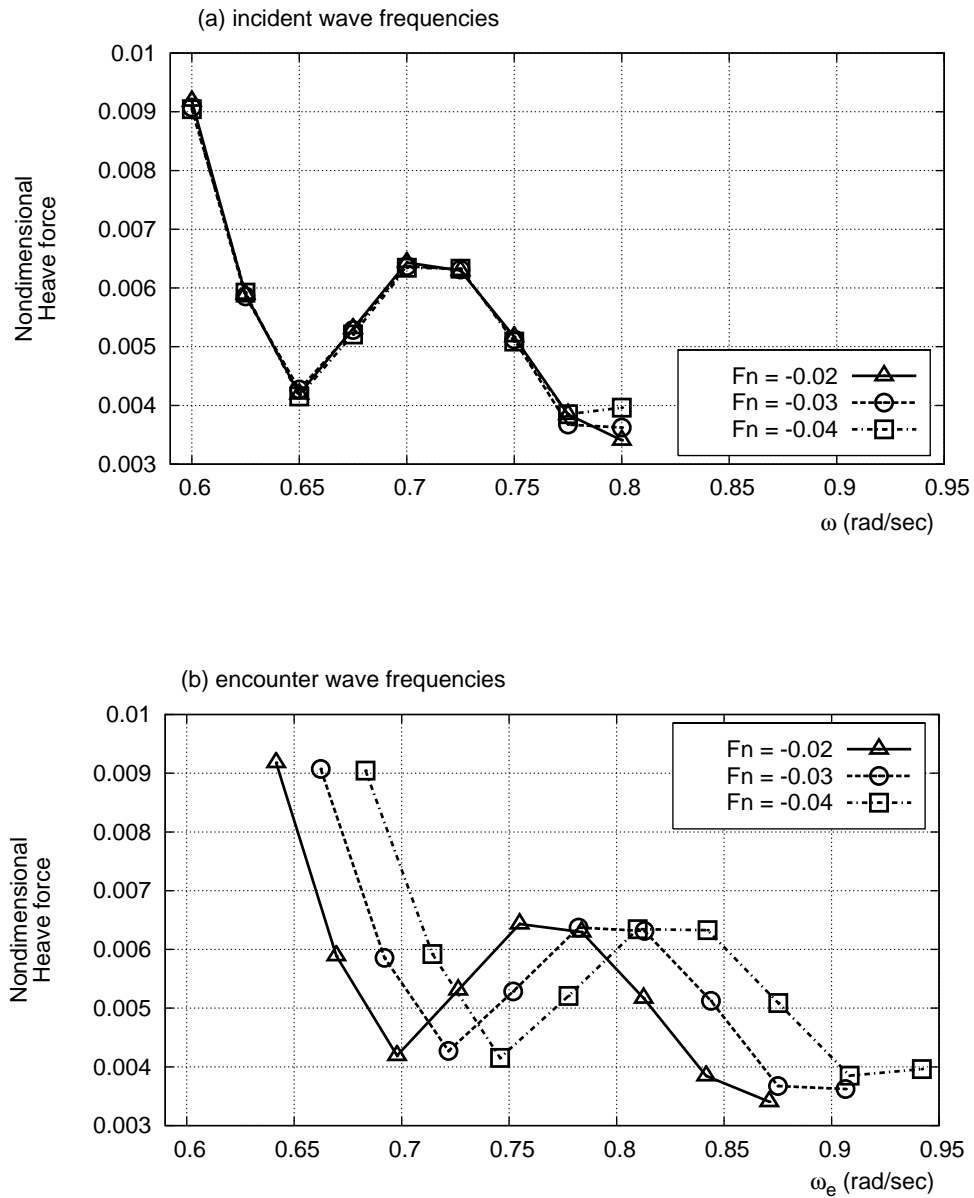 (a) incident wave frequencies
0.01
0.009
0.008
0.007
0.006
0.005
0.004
0.003
Nondimensional
Heave force
Fn = -0.02
Fn = -0.03
Fn = -0.04
0.6 0.65 0.7 0.75 0.8 0.85 0.9 0.95
ω (rad/sec)
(b) encounter wave frequencies
0.01
0.009
0.008
0.007
0.006
0.005
0.004
0.003
Nondimensional
Heave force
Fn = -0.02
Fn = -0.03
Fn = -0.04
0.6 0.65 0.7 0.75 0.8 0.85 0.9 0.95
ωe (rad/sec)